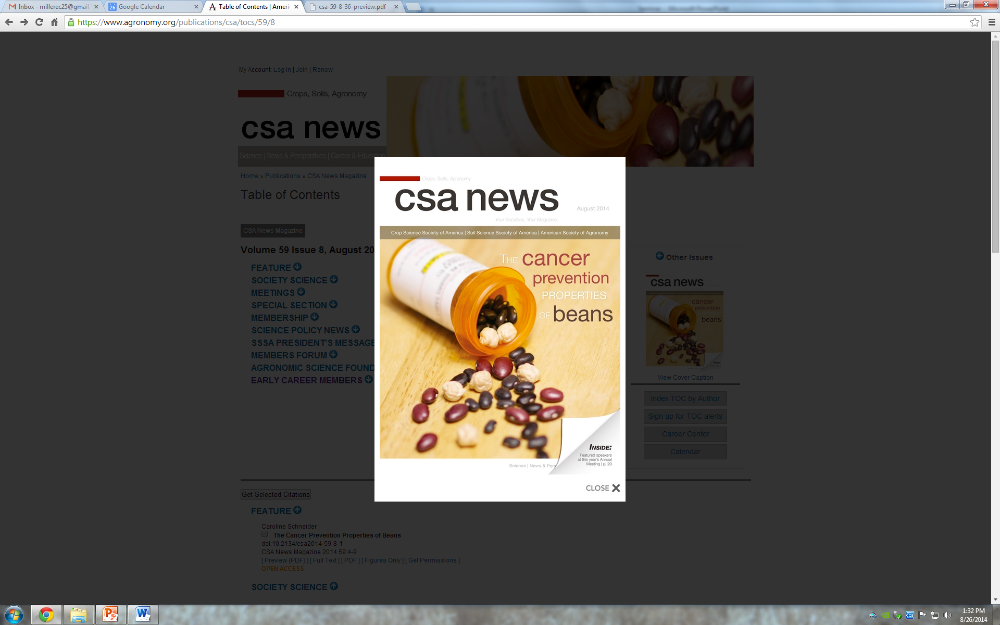 Inbox - millerec25@gmail
Google Calendar
Table of Contents | Ameri
csa-59-8-36-preview.pdf
https://www.agronomy.org/publications/csa/tocs/59/8
My Account: Log In | Join | Renew
Crops, Soils, Agronomy
csa news
Science | News & Perspectives | Career & Education
Home » Publications » CSA News Magazine
Table of Contents
CSA News Magazine
Volume 59 Issue 8, August 20
FEATURE
SOCIETY SCIENCE
MEETINGS
SPECIAL SECTION
MEMBERSHIP
SCIENCE POLICY NEWS
SSSA PRESIDENT'S MESSAGE
MEMBERS FORUM
AGRONOMIC SCIENCE FOUND
EARLY CAREER MEMBERS
Crops, Soils, Agronomy
csa news
August 2014
Your Societies. Your Magazine.
Crop Science Society of America | Soil Science Society of America | American Society of Agronomy
THE cancer
prevention
PROPERTIES
OF beans
INSIDE:
Featured speakers
at this year's Annual
Meeting | p. 20
Science | News & Pers
CLOSE
Other Issues
csa news
cancer
prevention
beans
View Cover Caption
Index TOC by Author
Sign up for TOC alerts
Career Center
Calendar
Get Selected Citations
FEATURE
Caroline Schneider
The Cancer Prevention Properties of Beans
doi:10.2134/csa2014-59-8-1
CSA News Magazine 2014 59:4-9
[ Preview (PDF) ] [ Full Text ] [ PDF ] [ Figures Only ] [ Get Permissions ]
OPEN ACCESS
SOCIETY SCIENCE
1:32 PM
8/26/2014